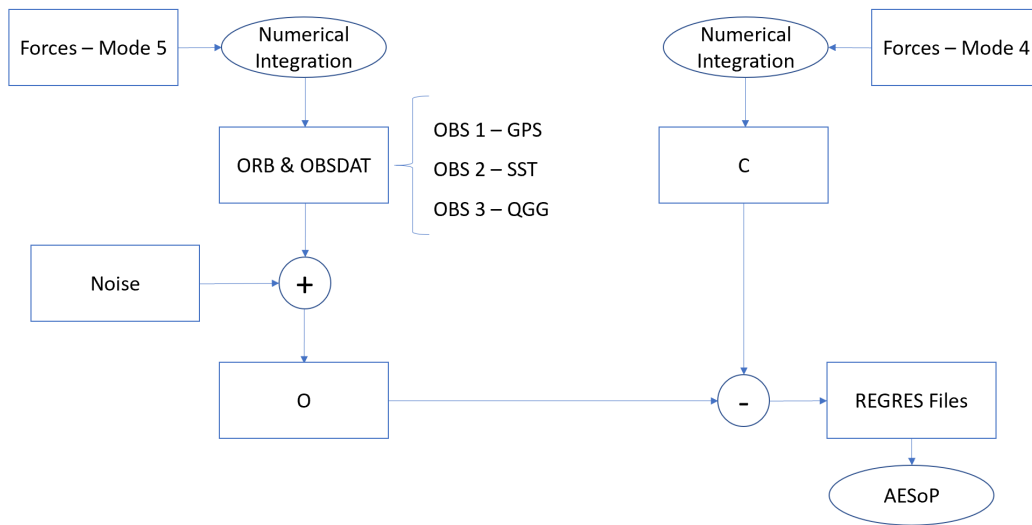 Forces – Mode 5
Numerical
Integration
Numerical
Integration
Forces – Mode 4
ORB & OBSDAT
OBS 1 – GPS
OBS 2 – SST
OBS 3 – QGG
C
Noise
+
O
-
REGRES Files
AESoP